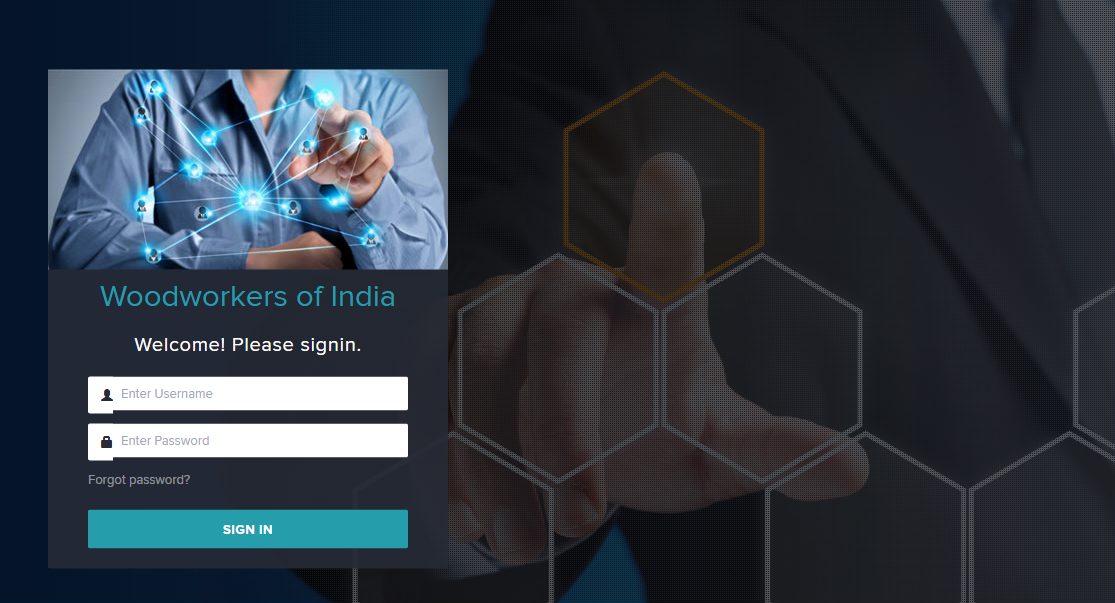 Woodworkers of India
Welcome! Please signin.
Enter Username
Enter Password
Forgot password?
SIGN IN